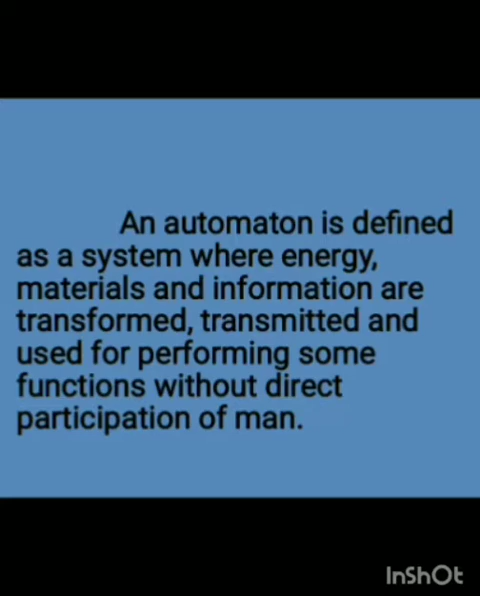 An automaton is defined
as a system where energy,
materials and information are
transformed, transmitted and
used for performing some
functions without direct
participation of man.
InShOt